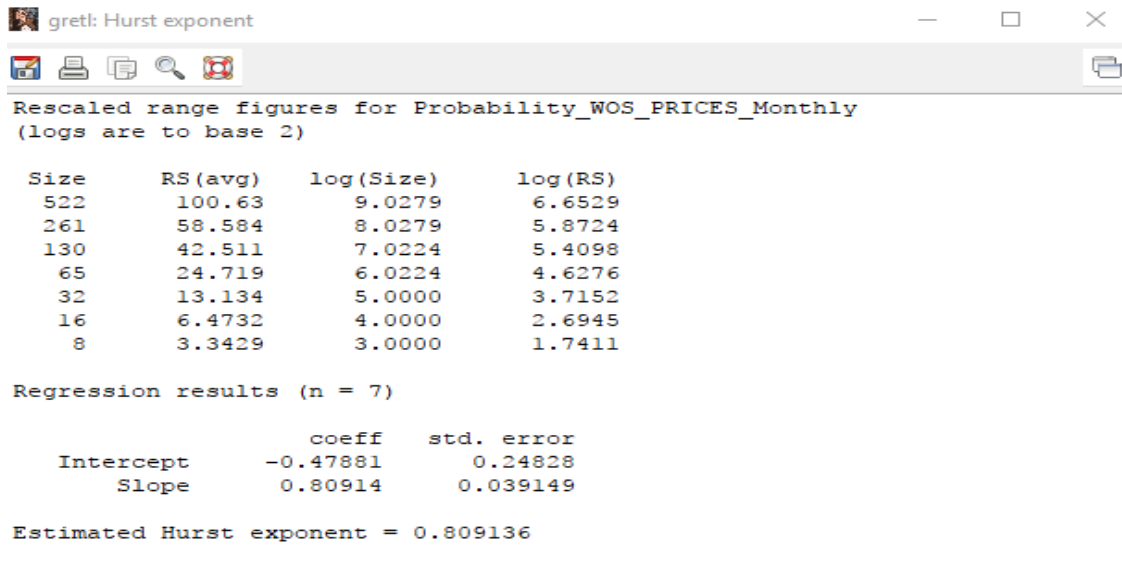 gretl: Hurst exponent
Rescaled range figures for Probability_WOS_PRICES_Monthly
(logs are to base 2)
Size RS(avg) log(Size) log(RS)
522 100.63 9.0279 6.6529
261 58.584 8.0279 5.8724
130 42.511 7.0224 5.4098
65 24.719 6.0224 4.6276
32 13.134 5.0000 3.7152
16 6.4732 4.0000 2.6945
8 3.3429 3.0000 1.7411
Regression results (n = 7)
coeff std. error
Intercept -0.47881 0.24828
Slope 0.80914 0.039149
Estimated Hurst exponent = 0.809136